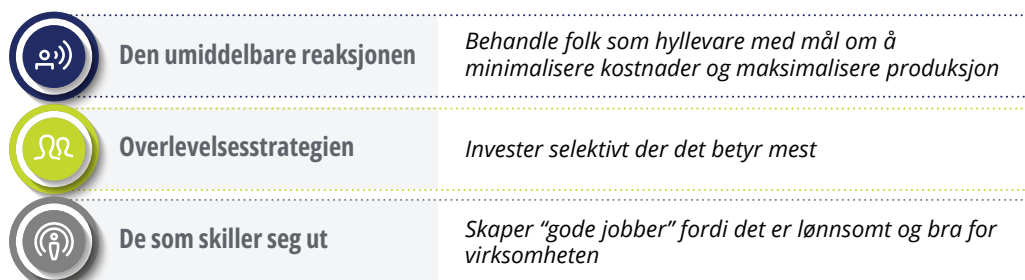 Den umiddelbare reaksjonen
Behandle folk som hyllevare med mål om å
minimalisere kostnader og maksimalisere produksjon
Overlevelsesstrategien
Invester selektivt der det betyr mest
De som skiller seg ut
Skaper “gode jobber” fordi det er lønnsomt og bra for
virksomheten